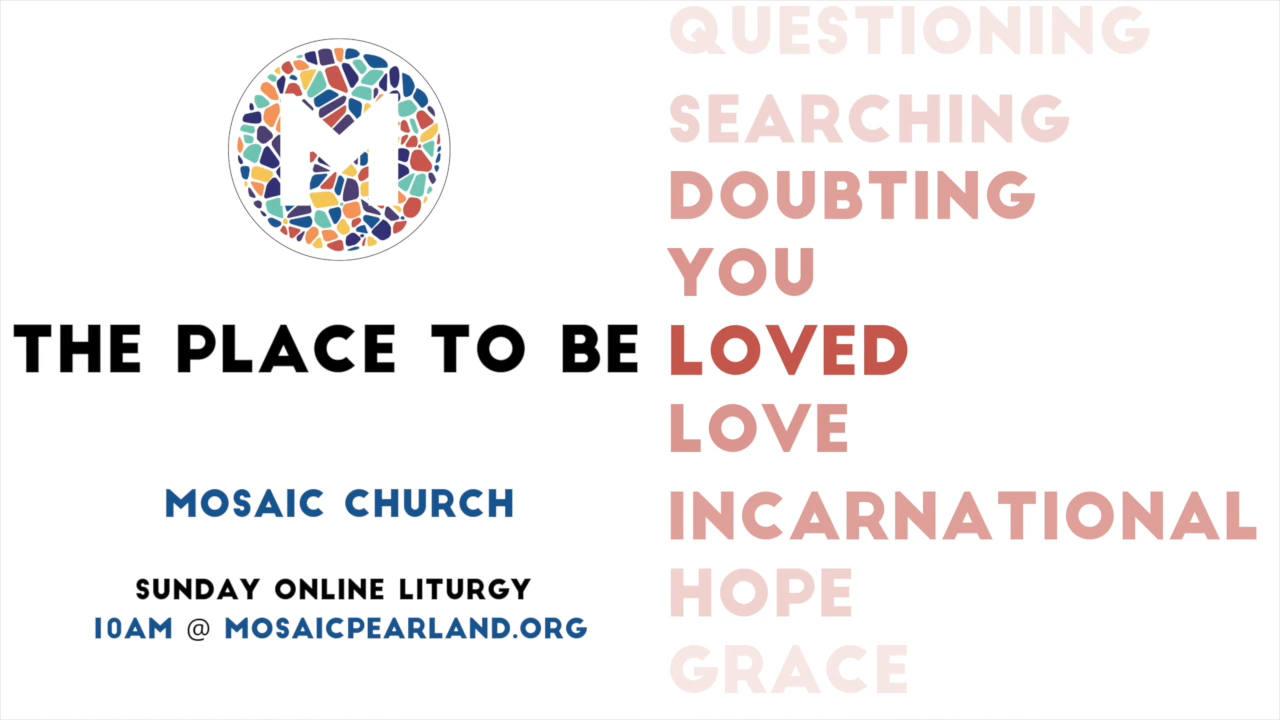 M
THE PLACE TO BE
MOSAIC CHURCH
SUNDAY ONLINE LITURGY
10AM @ MOSAICPEARLAND.ORG
QUESTIONING
SEARCHING
DOUBTING
YOU
LOVED
LOVE
INCARNATIONAL
HOPE
GRACE